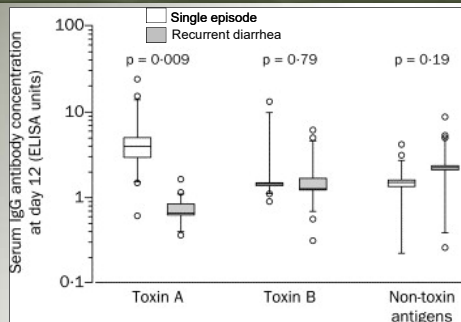 Single episode
Recurrent diarrhea
Serum IgG antibody concentration
at day 12 (ELISA units)
100
10
1
0·1
p = 0·009
p = 0·79
p = 0·19
Toxin A
Toxin B
Non-toxin
antigens